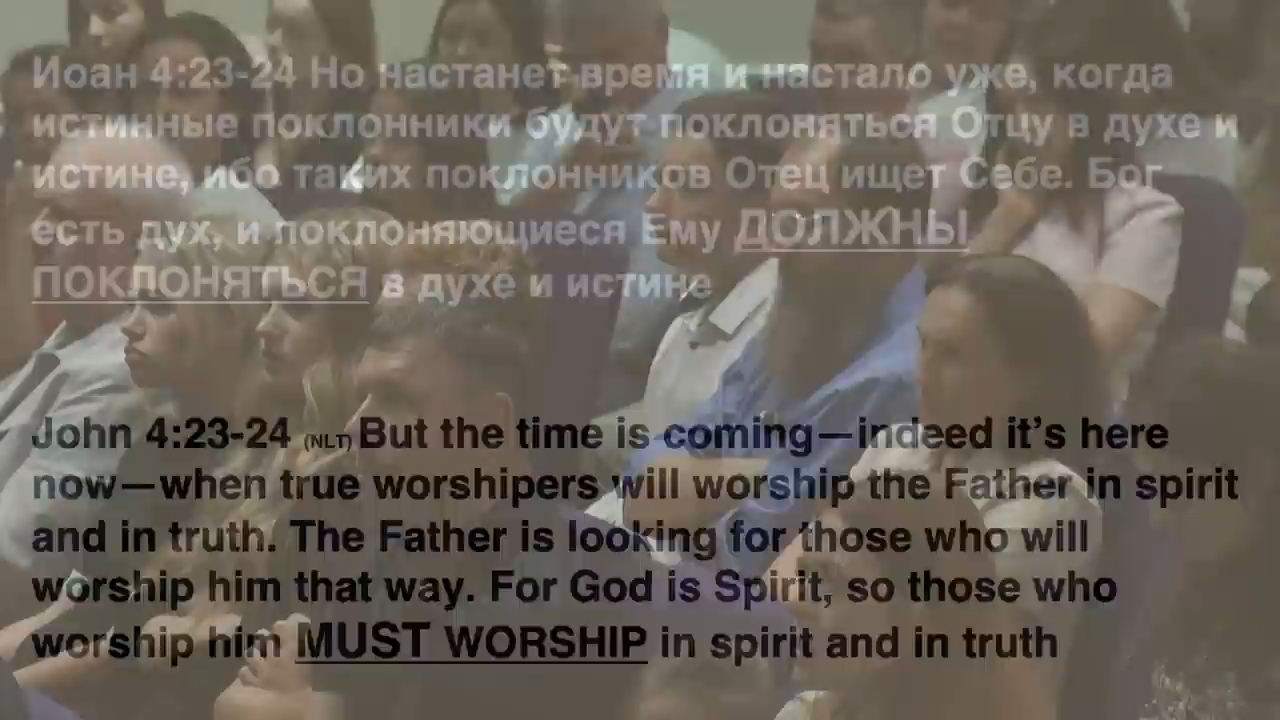 Иоан 4:23-24 Но настанет время и настало уже, когда
истинные поклонники будут поклоняться Отцу в духе и
истине, ибо таких поклонников Отец ищет Себе. Бог
есть дух, и поклоняющиеся Ему ДОЛЖНЫ
ПОКЛОНЯТЬСЯ в духе и истине
John 4:23-24 (NLT) But the time is coming—indeed it’s here
now—when true worshipers will worship the Father in spirit
and in truth. The Father is looking for those who will
worship him that way. For God is Spirit, so those who
worship him MUST WORSHIP in spirit and in truth